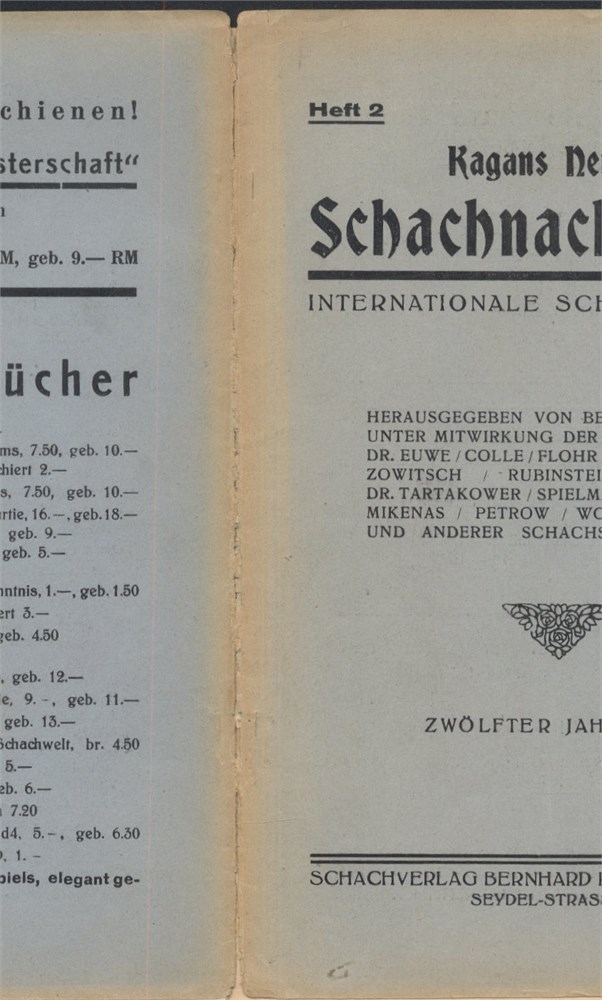 chienen!
sterschaft“
M, geb. 9.— RM
ücher
ms, 7.50, geb. 10.—
chiert 2.—
s, 7.50, geb. 10.—
artie, 16.—, geb. 18.—
geb. 9.—
geb. 5.—
nntnis, 1.—, geb. 1.50
ert 3.—
geb. 4.50
, geb. 12.—
e, 9.-, geb. 11.—
geb. 13.—
Schachwelt, br. 4.50
5.—
eb. 6.—
7.20
d4, 5.-, geb. 6.30
, 1. –
piels, elegant ge-
Heft 2
Kagans Ne
Schachnach
INTERNATIONALE SCH
HERAUSGEGEBEN VON BE
UNTER MITWIRKUNG DER
DR. EUWE / COLLE / FLOHR
ZOWITSCH / RUBINSTEI
DR. TARTAKOWER / SPIELM
MIKENAS / PETROW / WO
UND ANDERER SCHACHS
ZWÖLFTER JAH
SCHACHVERLAG BERNHARD
SEYDEL-STRAS